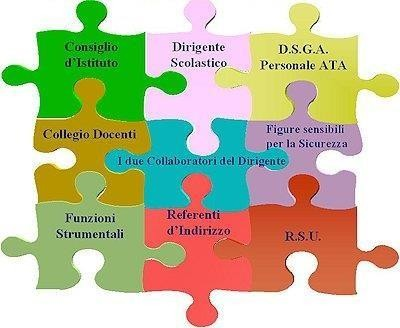 Consiglio
d'Istituto
Dirigente
Scolastico
D.S.G.A.
Personale ATA
Collegio Docenti
I due Collaboratori del Dirigente
Figure sensibili
per la Sicurezza
Funzioni
Strumentali
Referenti
d'Indirizzo
R.S.U.